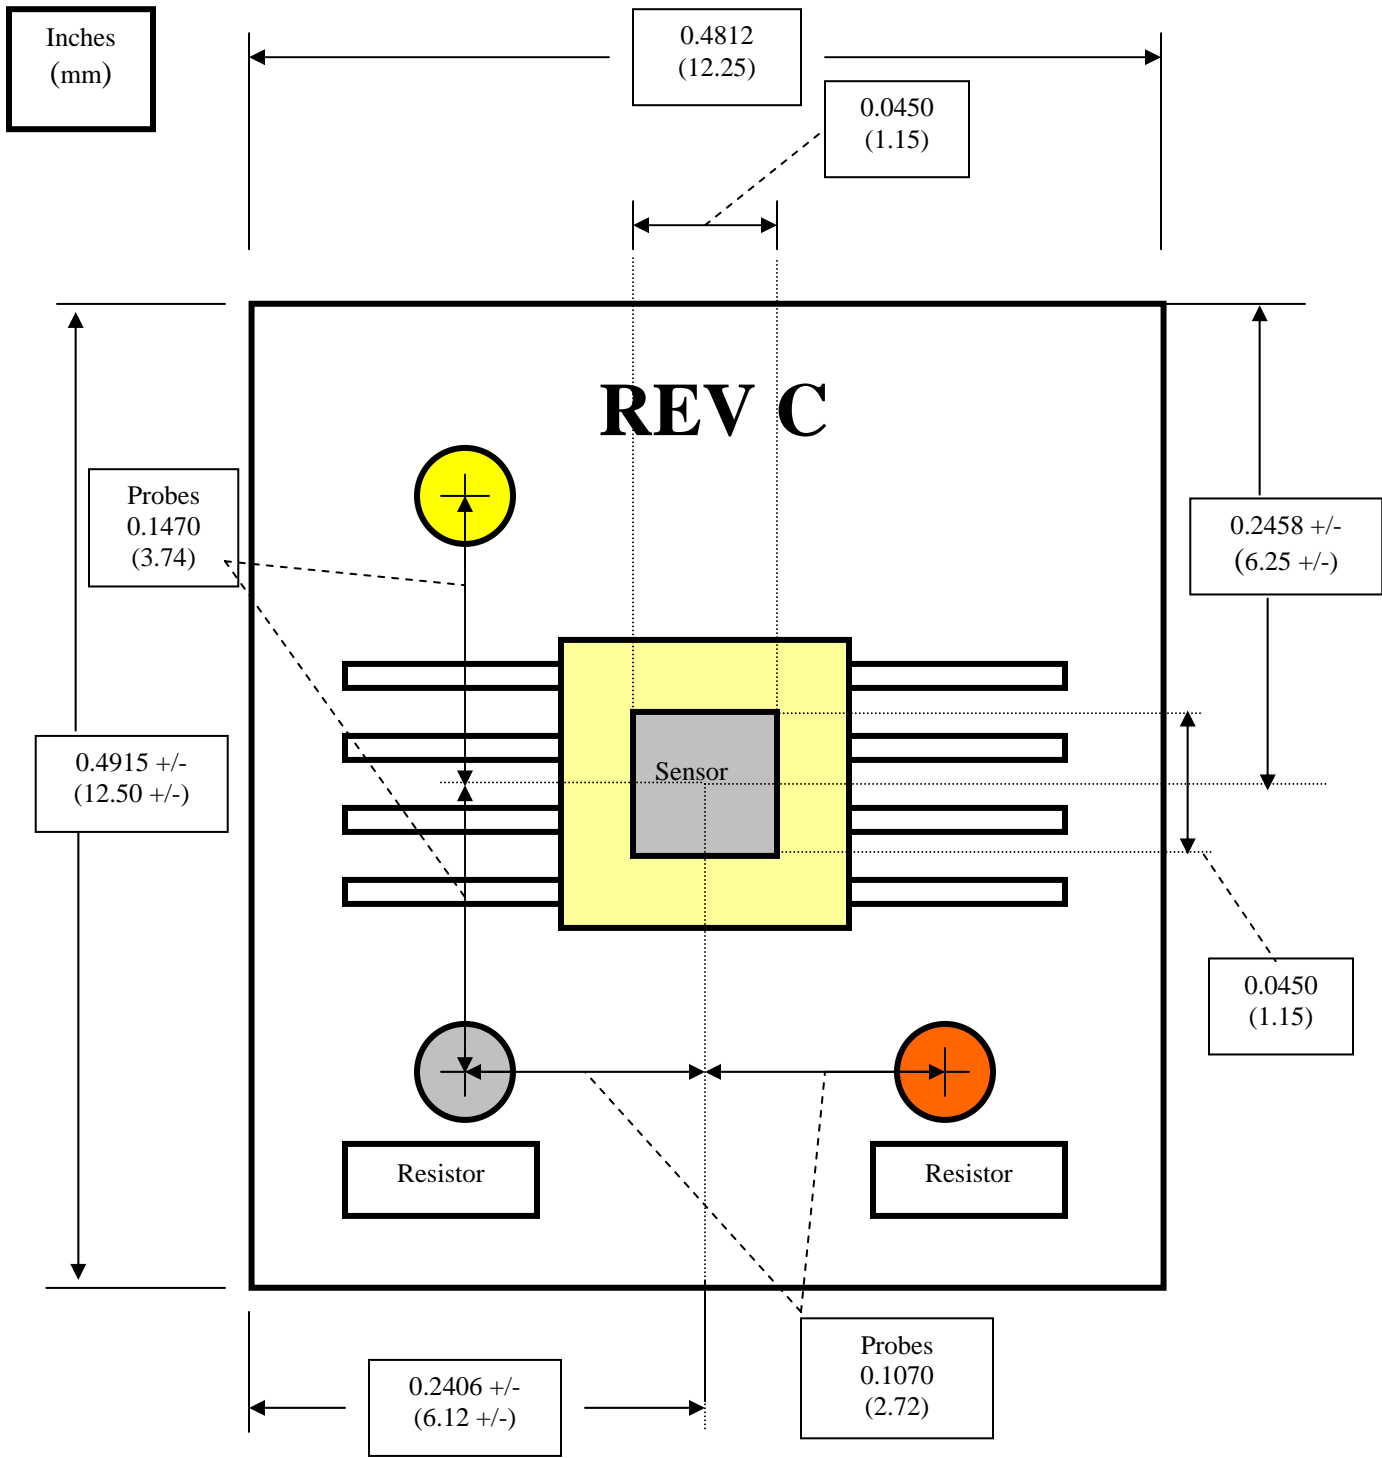 Inches
(mm)
0.4812
(12.25)
0.0450
(1.15)
REV C
Probes
0.1470
(3.74)
0.2458 +/-
(6.25 +/-)
0.4915 +/-
(12.50 +/-)
Sensor
0.0450
(1.15)
Resistor
Resistor
Probes
0.1070
(2.72)
0.2406 +/-
(6.12 +/-)